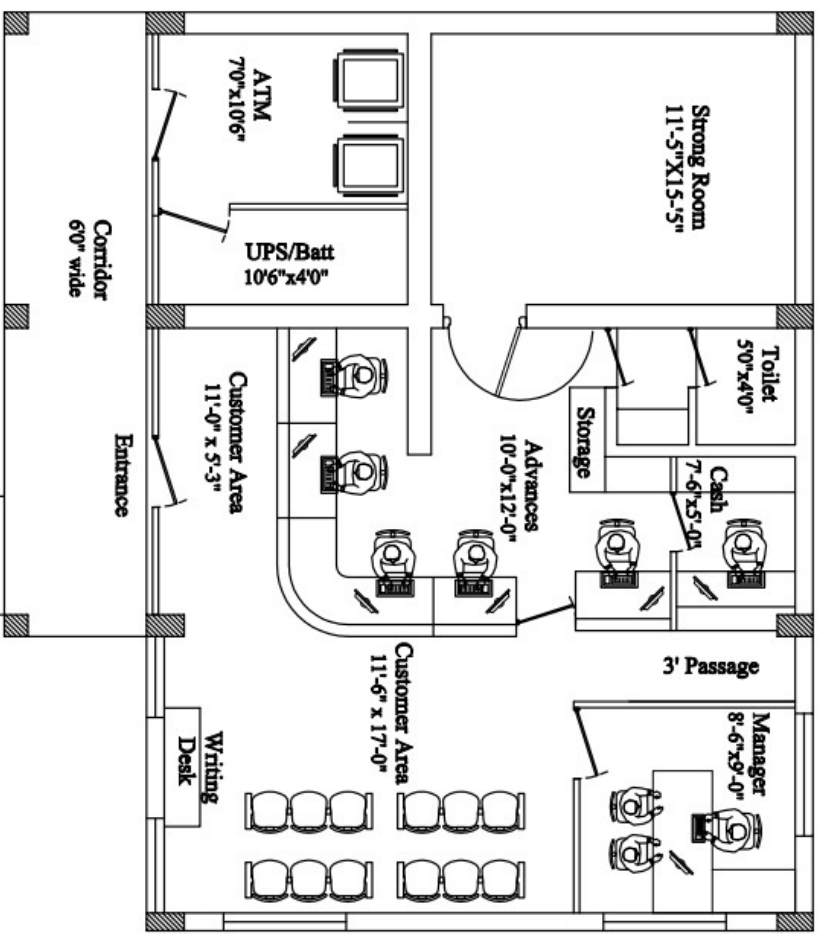 Strong Room
11'-5"X15-'5"
ATM
7'0"x10'6"
UPS/Batt
10'6"x4'0"
Corridor
6'0" wide
Toilet
5'0"x4'0"
Storage
Cash
7'-6"x5'-0"
Advances
10'-0"x12'-0"
Customer Area
11'-0" x 5'-3"
Entrance
3' Passage
Customer Area
11'-6" x 17'-0"
Manager
8'-6"x9'-0"
Writing
Desk